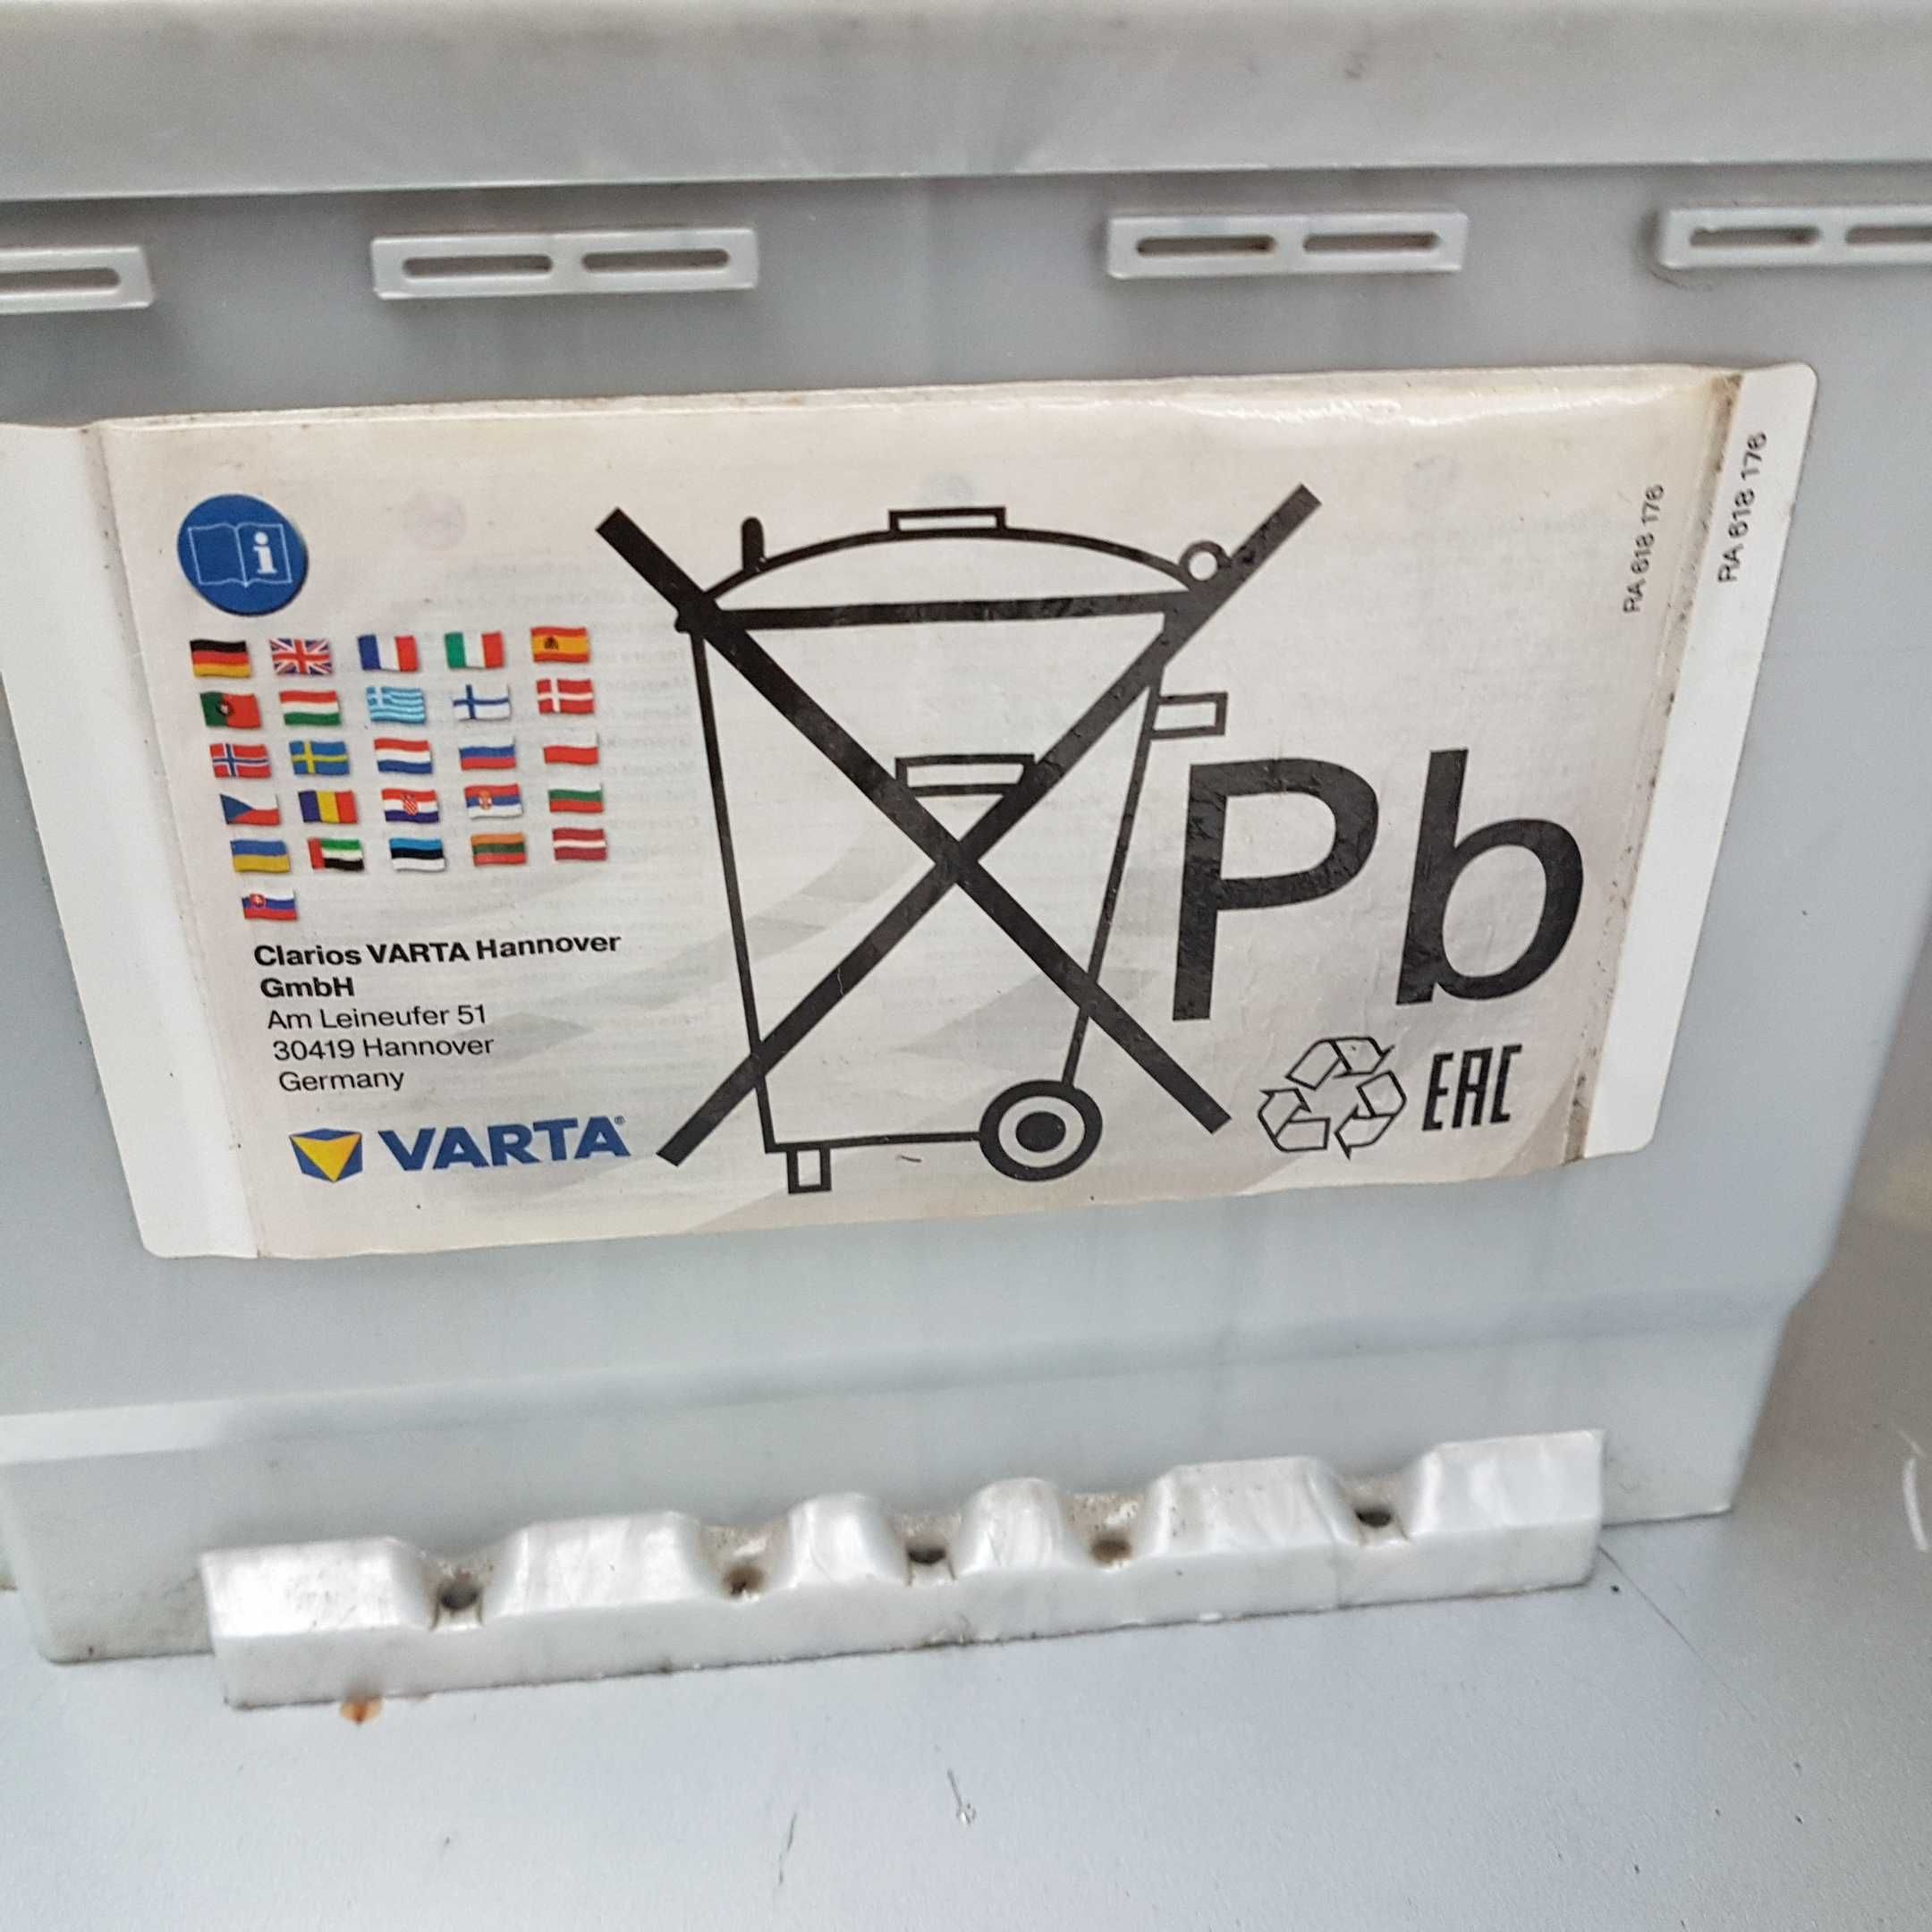 i
Clarios VARTA Hannover
GmbH
Am Leineufer 51
30419 Hannover
Germany
VARTA®
Pb
EAC
RA 618 176
RA 618 176